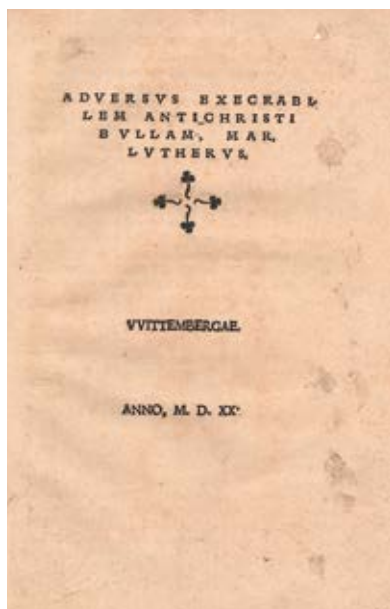 ADVERSVS EXECRABI-
LEM ANTICHRISTI
BVLLAM, MAR.
LVTHERVS.
VVITTEMBERGAE.
ANNO, M. D. XX.